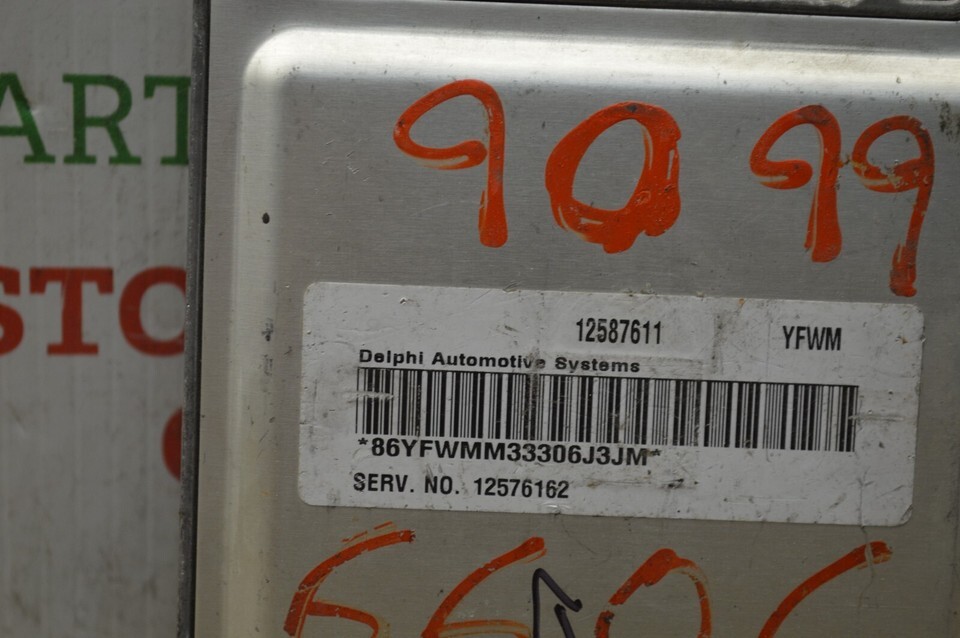 ART
STO
9099
12587611 YFWM
Delphi Automotive Systems
*86YFWMM33306J3JM*
SERV. NO. 12576162